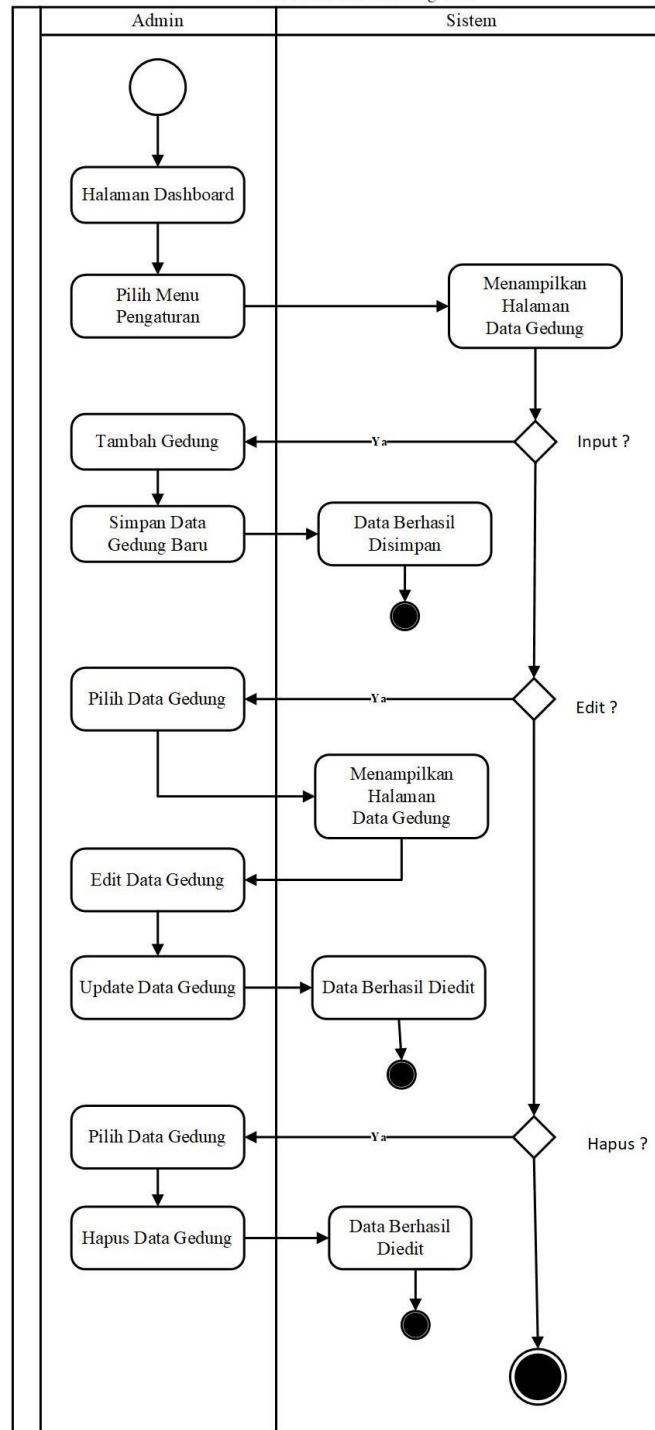 Admin
Sistem
Halaman Dashboard
Pilih Menu
Pengaturan
Menampilkan
Halaman
Data Gedung
Tambah Gedung
Ya
Input ?
Simpan Data
Gedung Baru
Data Berhasil
Disimpan
Pilih Data Gedung
Ya
Edit ?
Menampilkan
Halaman
Data Gedung
Edit Data Gedung
Update Data Gedung
Data Berhasil Diedit
Pilih Data Gedung
Ya
Hapus ?
Hapus Data Gedung
Data Berhasil
Diedit